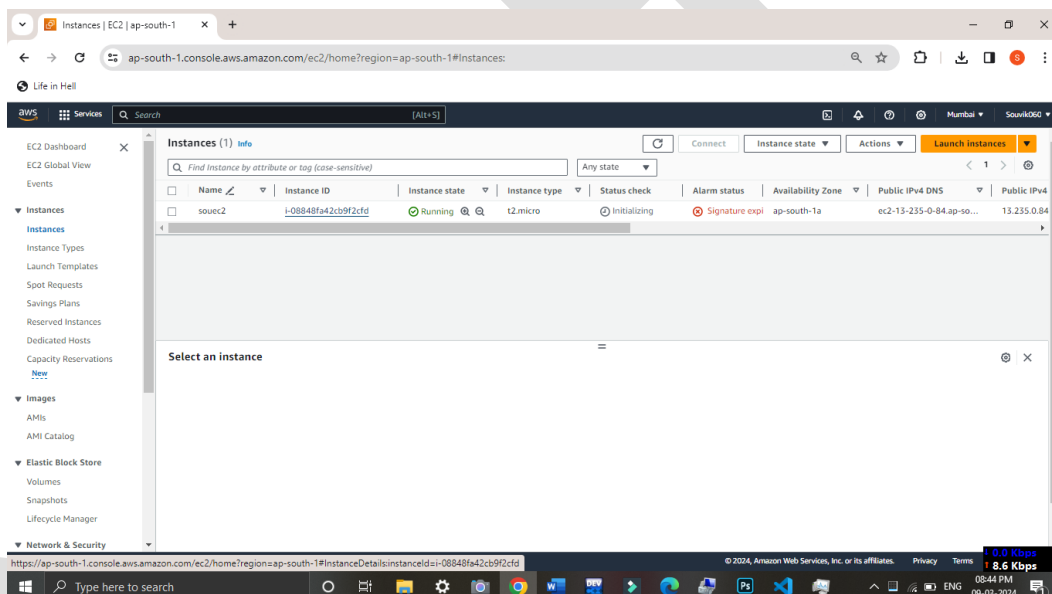 Instances | EC2 | ap-south-1
ap-south-1.console.aws.amazon.com/ec2/home?region=ap-south-1#Instances:
S
Life in Hell
aws Services Search [Alt+S] Mumbai Souvik060
EC2 Dashboard
EC2 Global View
Events
Instances
Instances
Instance Types
Launch Templates
Spot Requests
Savings Plans
Reserved Instances
Dedicated Hosts
Capacity Reservations
New
Images
AMIs
AMI Catalog
Elastic Block Store
Volumes
Snapshots
Lifecycle Manager
Network & Security
Instances (1) Info Connect Instance state Actions Launch instances
Find Instance by attribute or tag (case-sensitive) Any state 1
Name Instance ID Instance state Instance type Status check Alarm status Availability Zone Public IPv4 DNS Public IPv4
souec2 i-08848fa42cb9f2cfd Running t2.micro Initializing Signature expi ap-south-1a ec2-13-235-0-84.ap-so... 13.235.0.84
Select an instance
https://ap-south-1.console.aws.amazon.com/ec2/home?region=ap-south-1#InstanceDetails:instanceId=i-08848fa42cb9f2cfd
© 2024, Amazon Web Services, Inc. or its affiliates. Privacy Terms
0.0 Kbps
8.6 Kbps
Type here to search W DEV Ps ENG 08:44 PM
09-03-2024